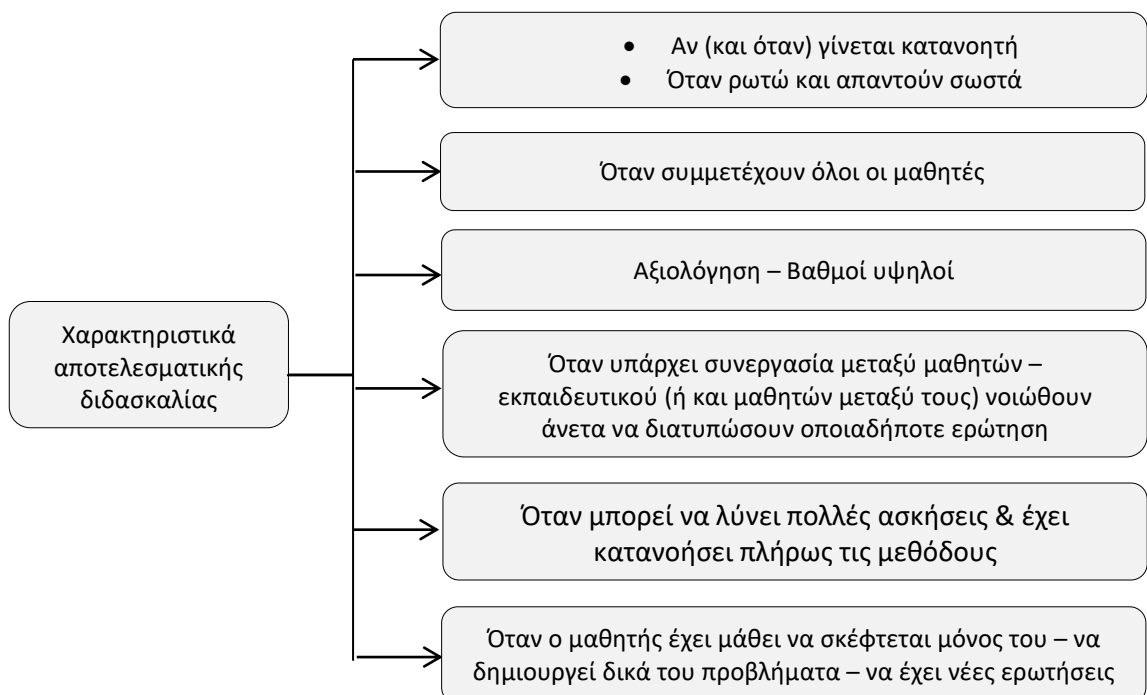 • Αν (και όταν) γίνεται κατανοητή
• Όταν ρωτώ και απαντούν σωστά
Όταν συμμετέχουν όλοι οι μαθητές
Αξιολόγηση – Βαθμοί υψηλοί
Χαρακτηριστικά
αποτελεσματικής
διδασκαλίας
Όταν υπάρχει συνεργασία μεταξύ μαθητών –
εκπαιδευτικού (ή και μαθητών μεταξύ τους) νοιώθουν
άνετα να διατυπώσουν οποιαδήποτε ερώτηση
Όταν μπορεί να λύνει πολλές ασκήσεις & έχει
κατανοήσει πλήρως τις μεθόδους
Όταν ο μαθητής έχει μάθει να σκέφτεται μόνος του – να
δημιουργεί δικά του προβλήματα – να έχει νέες ερωτήσεις